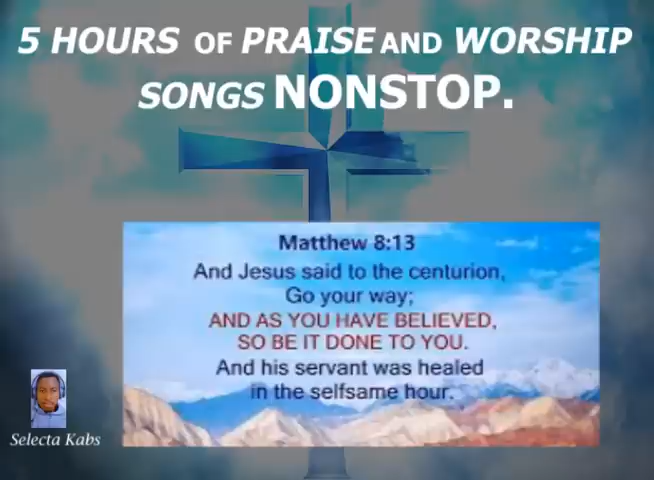 5 HOURS OF PRAISE AND WORSHIP
SONGS NONSTOP.
Matthew 8:13
And Jesus said to the centurion,
Go your way;
AND AS YOU HAVE BELIEVED,
SO BE IT DONE TO YOU.
And his servant was healed
in the selfsame hour.
Selecta Kabs